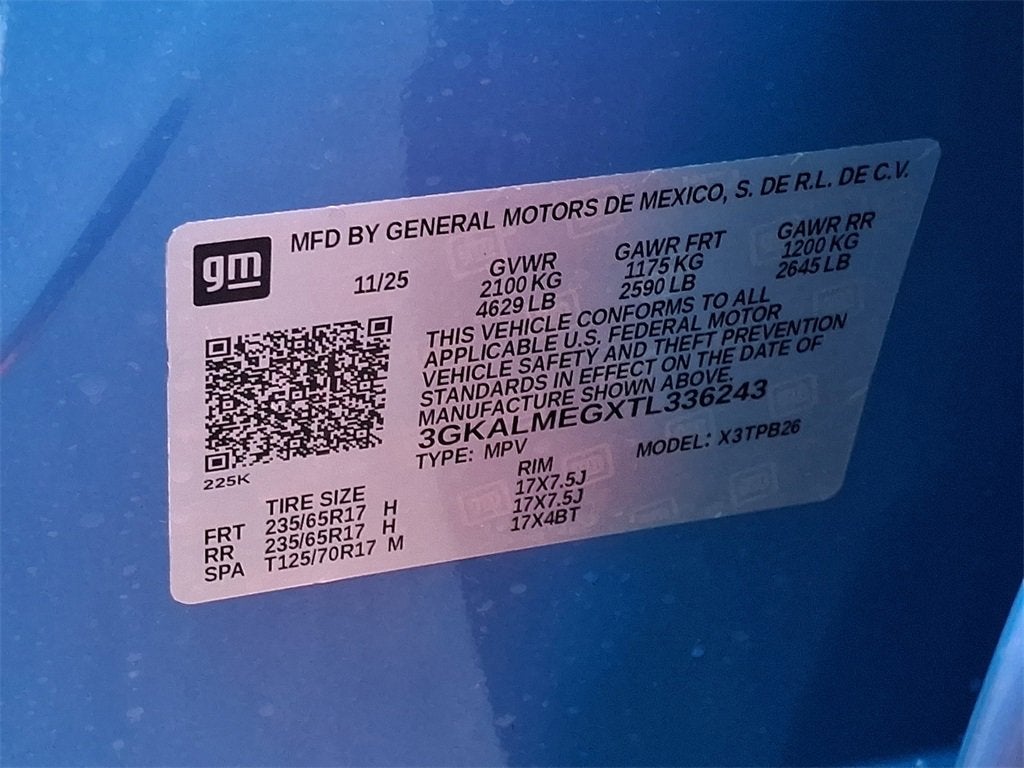 gm
MFD BY GENERAL MOTORS DE MEXICO, S. DE R.L. DE C.V.
11/25
GVWR
2100 KG
4629 LB
GAWR FRT
1175 KG
2590 LB
GAWR RR
1200 KG
2645 LB
THIS VEHICLE CONFORMS TO ALL
APPLICABLE U.S. FEDERAL MOTOR
VEHICLE SAFETY AND THEFT PREVENTION
STANDARDS IN EFFECT ON THE DATE OF
MANUFACTURE SHOWN ABOVE.
3GKALMEGXTL336243
TYPE: MPV MODEL: X3TPB26
225K
TIRE SIZE RIM
FRT 235/65R17 H 17X7.5J
RR 235/65R17 H 17X7.5J
SPA T125/70R17 M 17X4BT